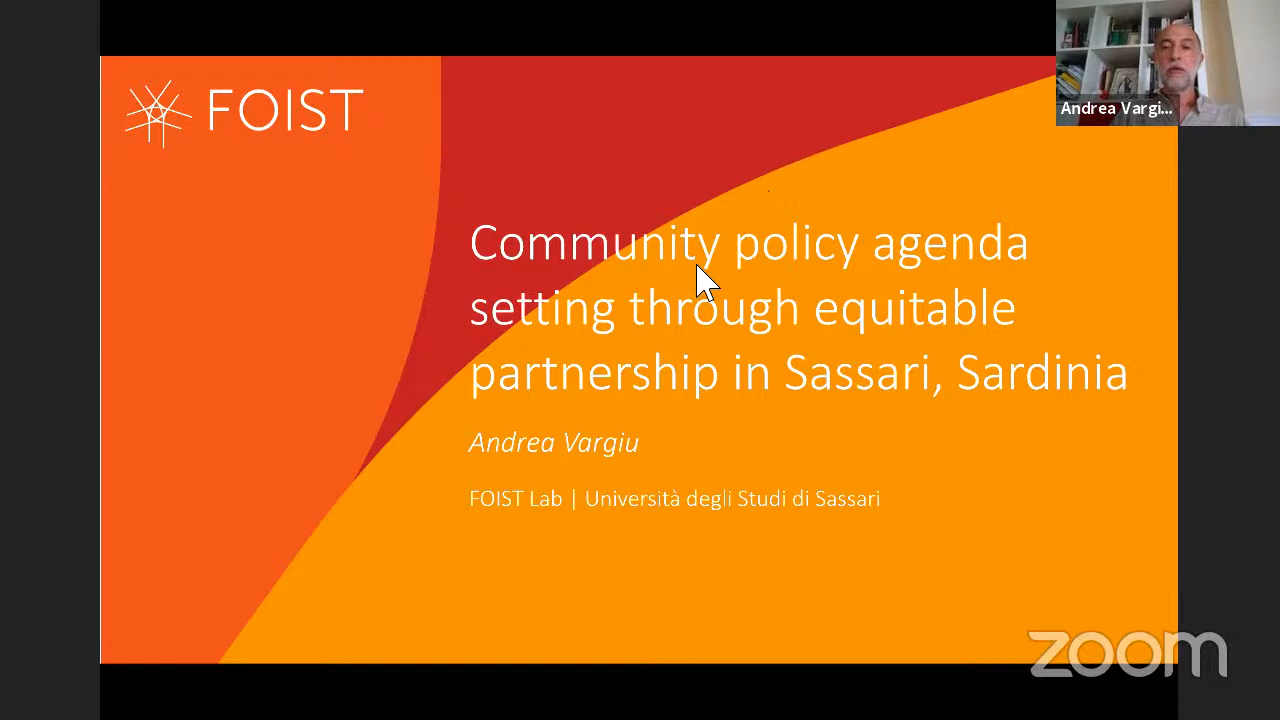 FOIST
Andrea Vargi...
Community policy agenda
setting through equitable
partnership in Sassari, Sardinia
Andrea Vargiu
FOIST Lab | Università degli Studi di Sassari
zoom